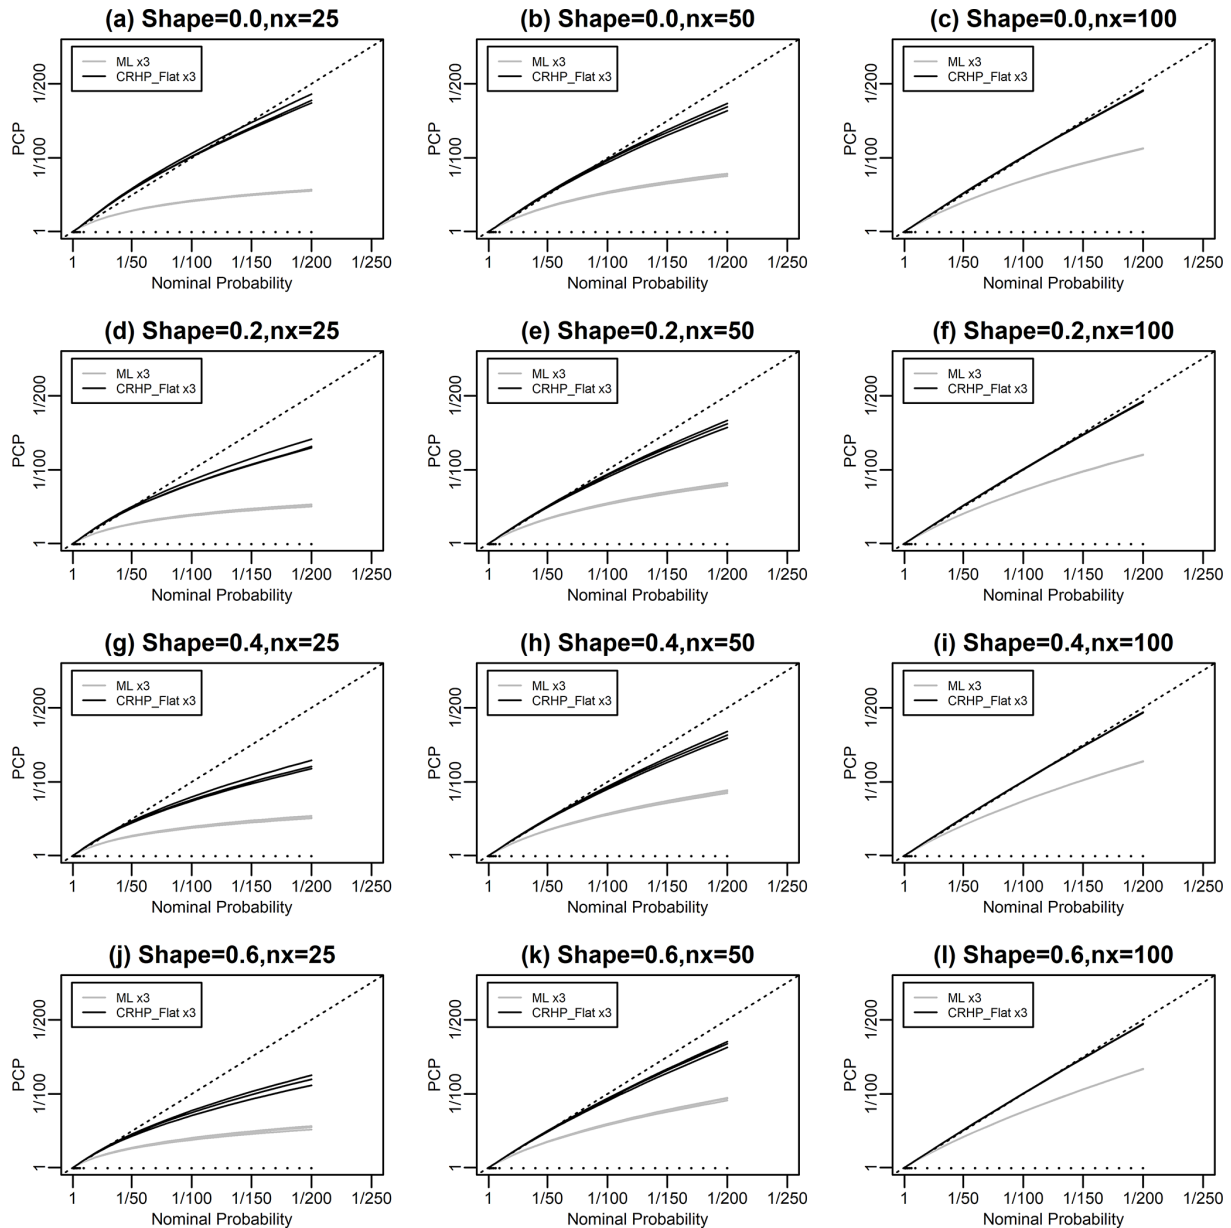 (a) Shape=0.0,nx=25
ML x3
CRHP_Flat x3
PCP
1/200
1/100
1
1 1/50 1/100 1/150 1/200 1/250
Nominal Probability
(b) Shape=0.0,nx=50
ML x3
CRHP_Flat x3
PCP
1/200
1/100
1
1 1/50 1/100 1/150 1/200 1/250
Nominal Probability
(c) Shape=0.0,nx=100
ML x3
CRHP_Flat x3
PCP
1/200
1/100
1
1 1/50 1/100 1/150 1/200 1/250
Nominal Probability
(d) Shape=0.2,nx=25
ML x3
CRHP_Flat x3
PCP
1/200
1/100
1
1 1/50 1/100 1/150 1/200 1/250
Nominal Probability
(e) Shape=0.2,nx=50
ML x3
CRHP_Flat x3
PCP
1/200
1/100
1
1 1/50 1/100 1/150 1/200 1/250
Nominal Probability
(f) Shape=0.2,nx=100
ML x3
CRHP_Flat x3
PCP
1/200
1/100
1
1 1/50 1/100 1/150 1/200 1/250
Nominal Probability
(g) Shape=0.4,nx=25
ML x3
CRHP_Flat x3
PCP
1/200
1/100
1
1 1/50 1/100 1/150 1/200 1/250
Nominal Probability
(h) Shape=0.4,nx=50
ML x3
CRHP_Flat x3
PCP
1/200
1/100
1
1 1/50 1/100 1/150 1/200 1/250
Nominal Probability
(i) Shape=0.4,nx=100
ML x3
CRHP_Flat x3
PCP
1/200
1/100
1
1 1/50 1/100 1/150 1/200 1/250
Nominal Probability
(j) Shape=0.6,nx=25
ML x3
CRHP_Flat x3
PCP
1/200
1/100
1
1 1/50 1/100 1/150 1/200 1/250
Nominal Probability
(k) Shape=0.6,nx=50
ML x3
CRHP_Flat x3
PCP
1/200
1/100
1
1 1/50 1/100 1/150 1/200 1/250
Nominal Probability
(l) Shape=0.6,nx=100
ML x3
CRHP_Flat x3
PCP
1/200
1/100
1
1 1/50 1/100 1/150 1/200 1/250
Nominal Probability